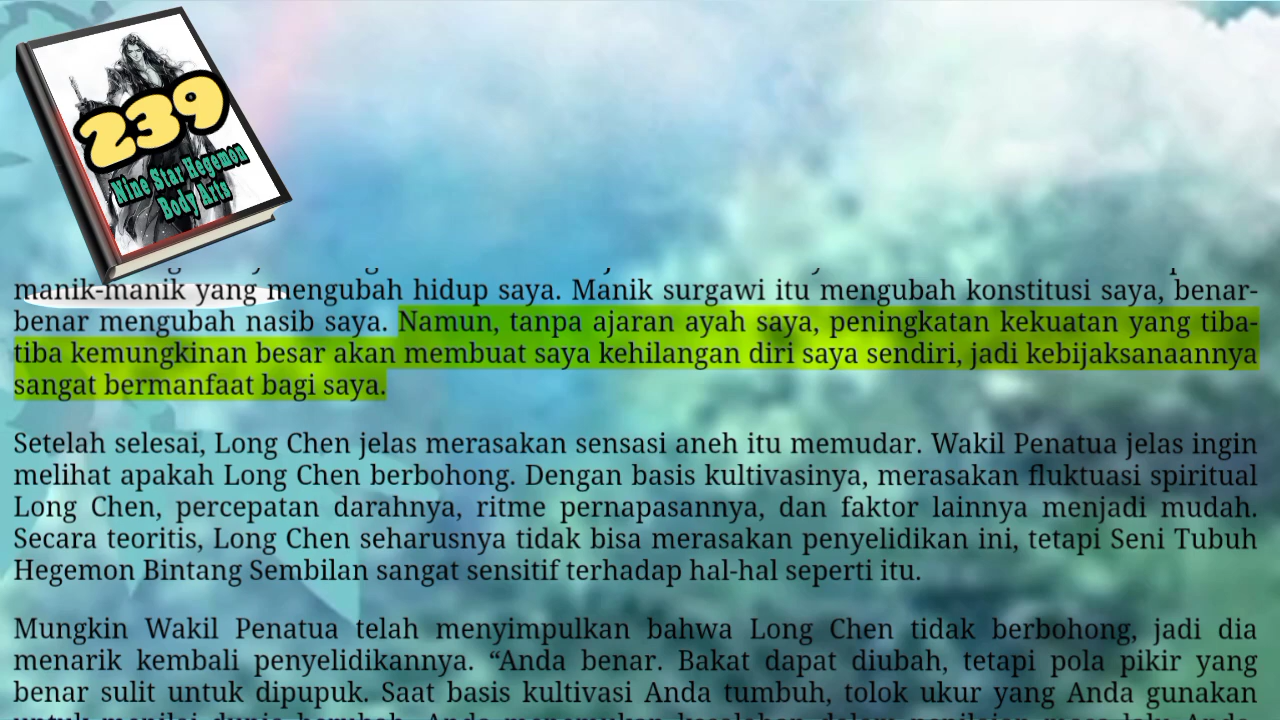 239
Nine Star Hegemon
Body Arts
manik-manik yang mengubah hidup saya. Manik surgawi itu mengubah konstitusi saya, benar-
benar mengubah nasib saya. Namun, tanpa ajaran ayah saya, peningkatan kekuatan yang tiba-
tiba kemungkinan besar akan membuat saya kehilangan diri saya sendiri, jadi kebijaksanaannya
sangat bermanfaat bagi saya.
Setelah selesai, Long Chen jelas merasakan sensasi aneh itu memudar. Wakil Penatua jelas ingin
melihat apakah Long Chen berbohong. Dengan basis kultivasinya, merasakan fluktuasi spiritual
Long Chen, percepatan darahnya, ritme pernapasannya, dan faktor lainnya menjadi mudah.
Secara teoritis, Long Chen seharusnya tidak bisa merasakan penyelidikan ini, tetapi Seni Tubuh
Hegemon Bintang Sembilan sangat sensitif terhadap hal-hal seperti itu.
Mungkin Wakil Penatua telah menyimpulkan bahwa Long Chen tidak berbohong, jadi dia
menarik kembali penyelidikannya. “Anda benar. Bakat dapat diubah, tetapi pola pikir yang
benar sulit untuk dipupuk. Saat basis kultivasi Anda tumbuh, tolok ukur yang Anda gunakan